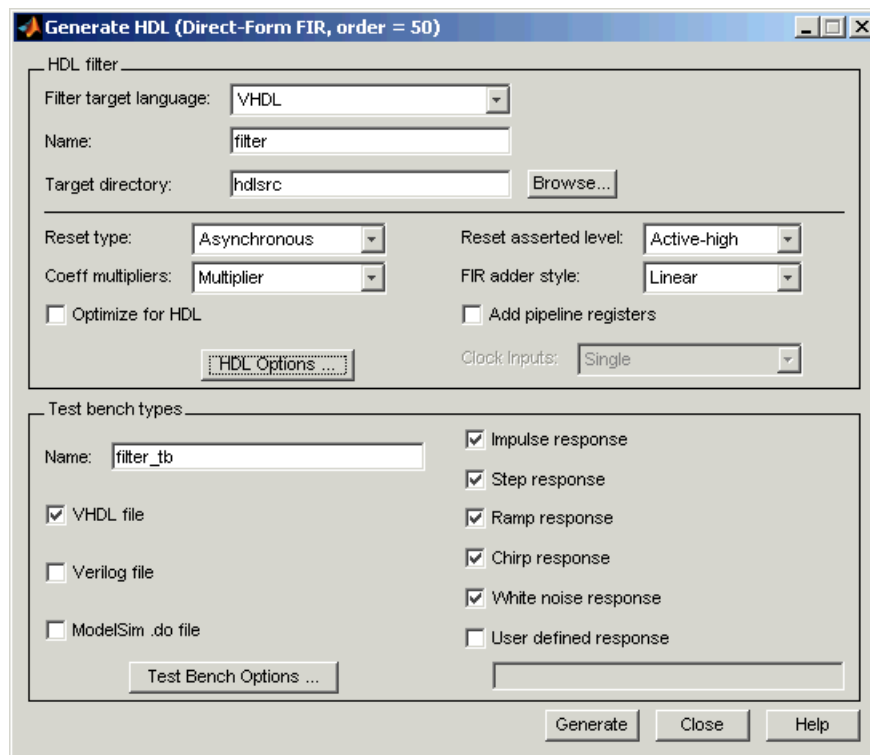 Generate HDL (Direct-Form FIR, order = 50)
HDL filter
Filter target language: VHDL
Name: filter
Target directory: hdlsrc Browse...
Reset type: Asynchronous Reset asserted level: Active-high
Coeff multipliers: Multiplier FIR adder style: Linear
Optimize for HDL Add pipeline registers
HDL Options ... Clock Inputs: Single
Test bench types
Name: filter_tb
Impulse response
Step response
VHDL file
Ramp response
Chirp response
Verilog file
White noise response
ModelSim .do file
User defined response
Test Bench Options ...
Generate Close Help